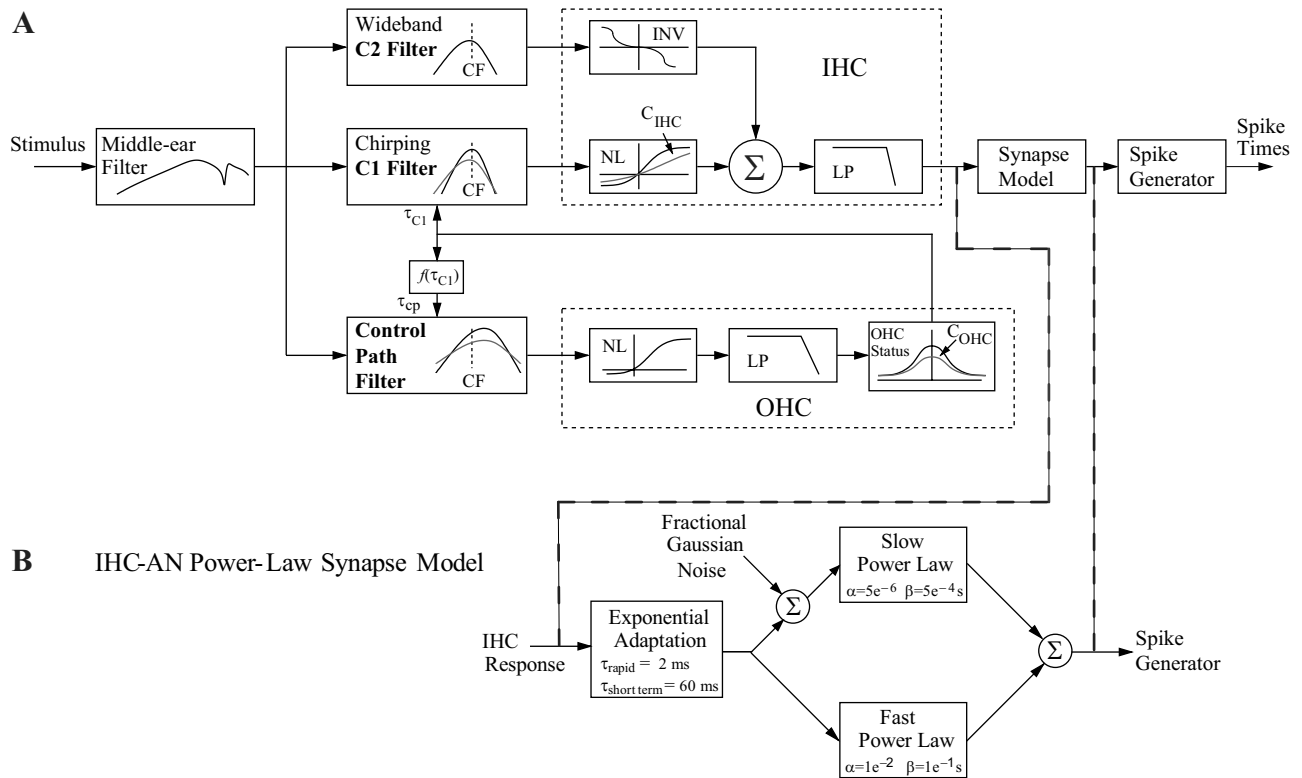 A
Wideband
C2 Filter
CF
INV
IHC
Stimulus
Middle-ear
Filter
Chirping
C1 Filter
CF
C_IHC
NL
Σ
LP
Synapse
Model
Spike
Generator
Spike
Times
τ_C1
f(τ_C1)
τ_cp
Control
Path
Filter
CF
NL
LP
OHC
Status
C_OHC
OHC
B
IHC-AN Power-Law Synapse Model
Fractional
Gaussian
Noise
Σ
Slow
Power Law
α=5e⁻⁶ β=5e⁻⁴s
IHC
Response
Exponential
Adaptation
τ_rapid = 2 ms
τ_short term = 60 ms
Σ
Spike
Generator
Fast
Power Law
α=1e⁻² β=1e⁻¹s